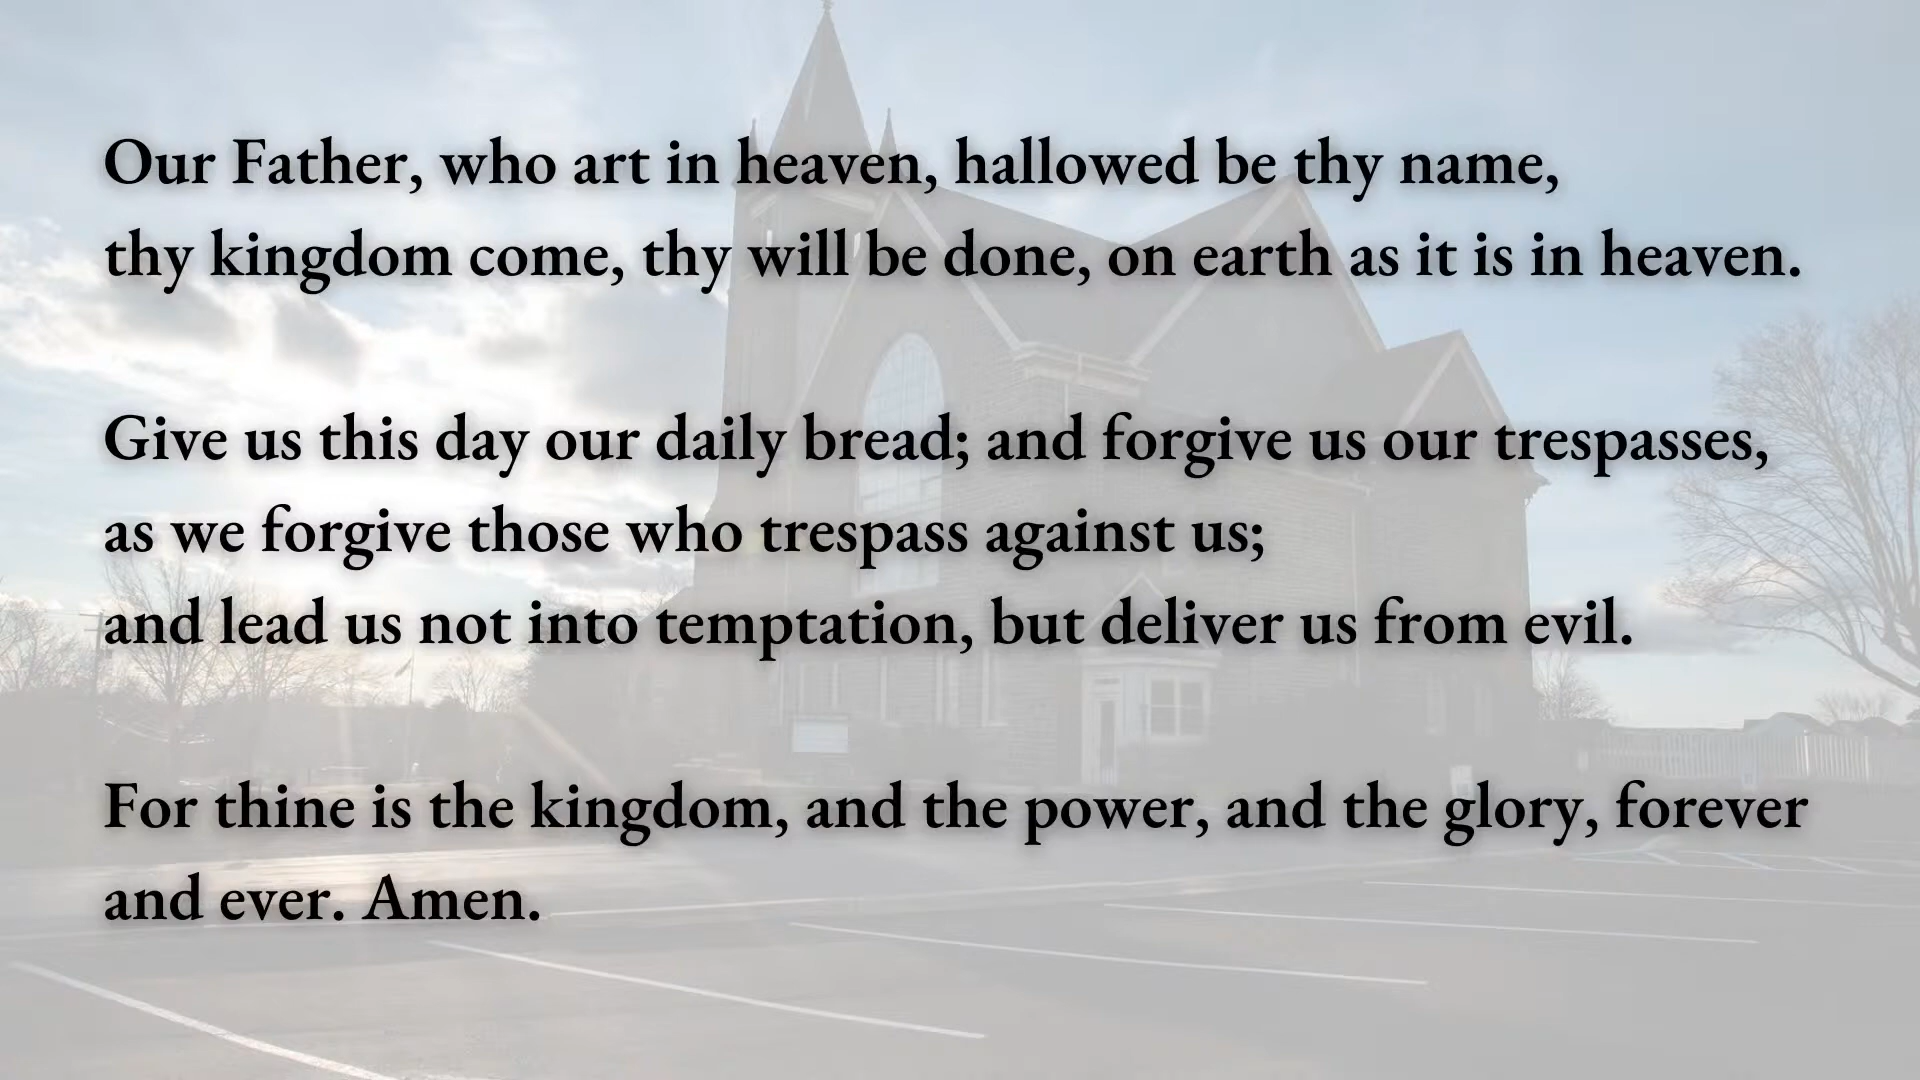 Our Father, who art in heaven, hallowed be thy name,
thy kingdom come, thy will be done, on earth as it is in heaven.
Give us this day our daily bread; and forgive us our trespasses,
as we forgive those who trespass against us;
and lead us not into temptation, but deliver us from evil.
For thine is the kingdom, and the power, and the glory, forever
and ever. Amen.